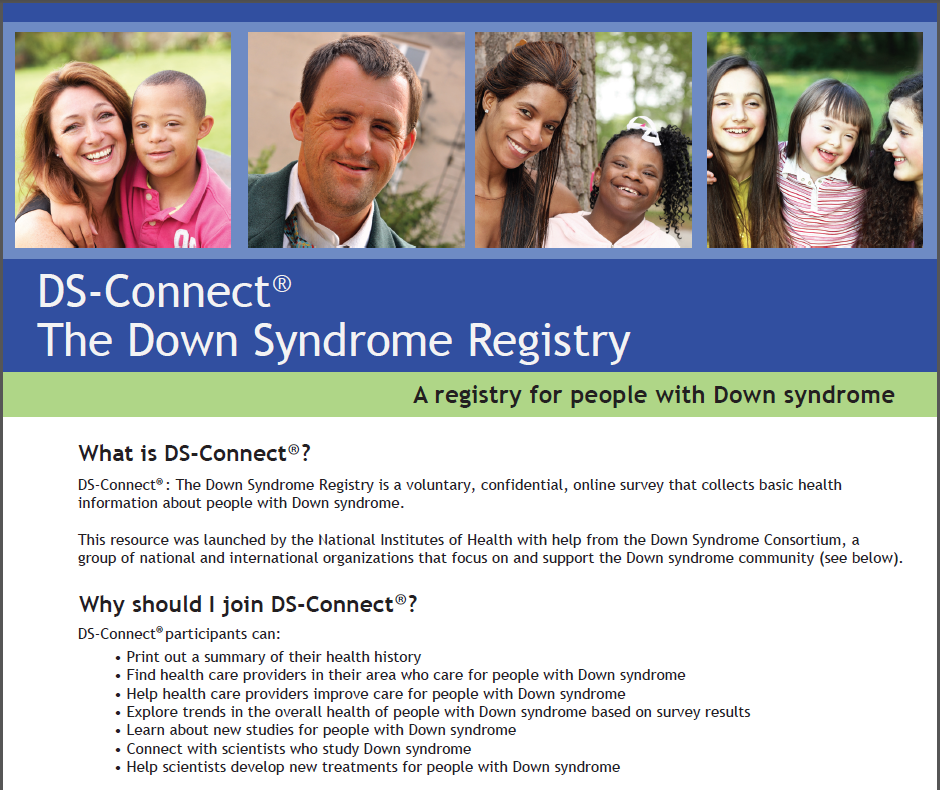 DS-Connect®
The Down Syndrome Registry
A registry for people with Down syndrome
What is DS-Connect®?
DS-Connect®: The Down Syndrome Registry is a voluntary, confidential, online survey that collects basic health
information about people with Down syndrome.
This resource was launched by the National Institutes of Health with help from the Down Syndrome Consortium, a
group of national and international organizations that focus on and support the Down syndrome community (see below).
Why should I join DS-Connect®?
DS-Connect® participants can:
• Print out a summary of their health history
• Find health care providers in their area who care for people with Down syndrome
• Help health care providers improve care for people with Down syndrome
• Explore trends in the overall health of people with Down syndrome based on survey results
• Learn about new studies for people with Down syndrome
• Connect with scientists who study Down syndrome
• Help scientists develop new treatments for people with Down syndrome